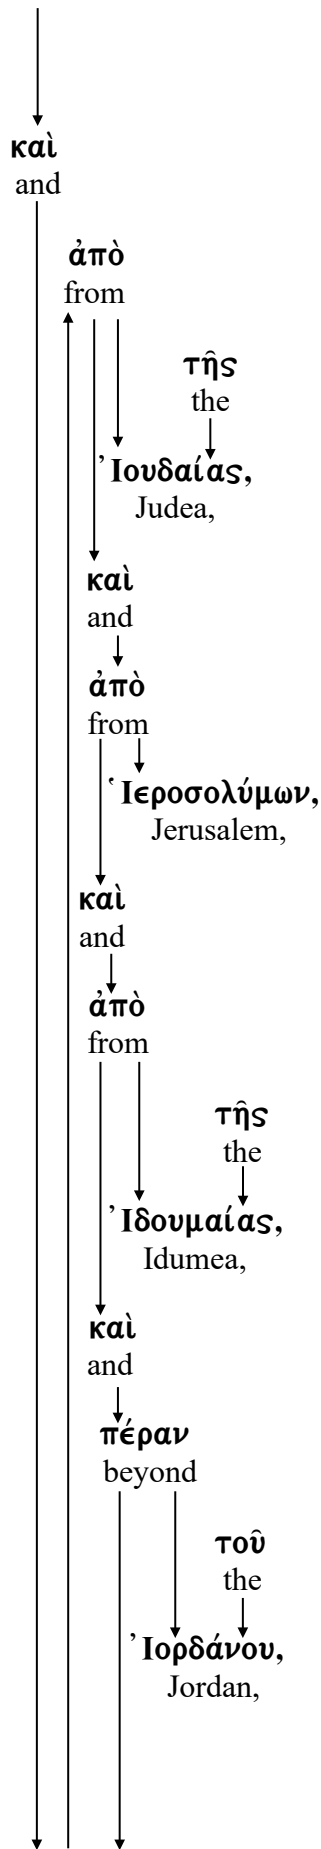 καὶ
and
ἀπὸ
from
τῆς
the
Ἰουδαίας,
Judea,
καὶ
and
ἀπὸ
from
Ἱεροσολύμων,
Jerusalem,
καὶ
and
ἀπὸ
from
τῆς
the
Ἰδουμαίας,
Idumea,
καὶ
and
πέραν
beyond
τοῦ
the
Ἰορδάνου,
Jordan,